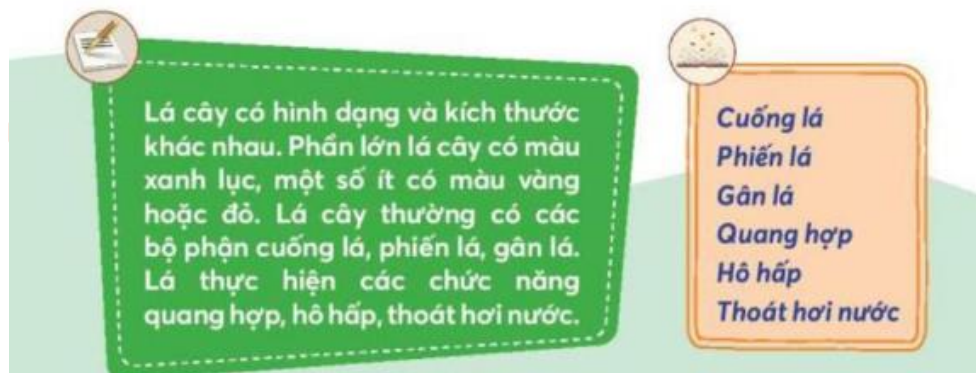 Lá cây có hình dạng và kích thước
khác nhau. Phần lớn lá cây có màu
xanh lục, một số ít có màu vàng
hoặc đỏ. Lá cây thường có các
bộ phận cuống lá, phiến lá, gân lá.
Lá thực hiện các chức năng
quang hợp, hô hấp, thoát hơi nước.
Cuống lá
Phiến lá
Gân lá
Quang hợp
Hô hấp
Thoát hơi nước